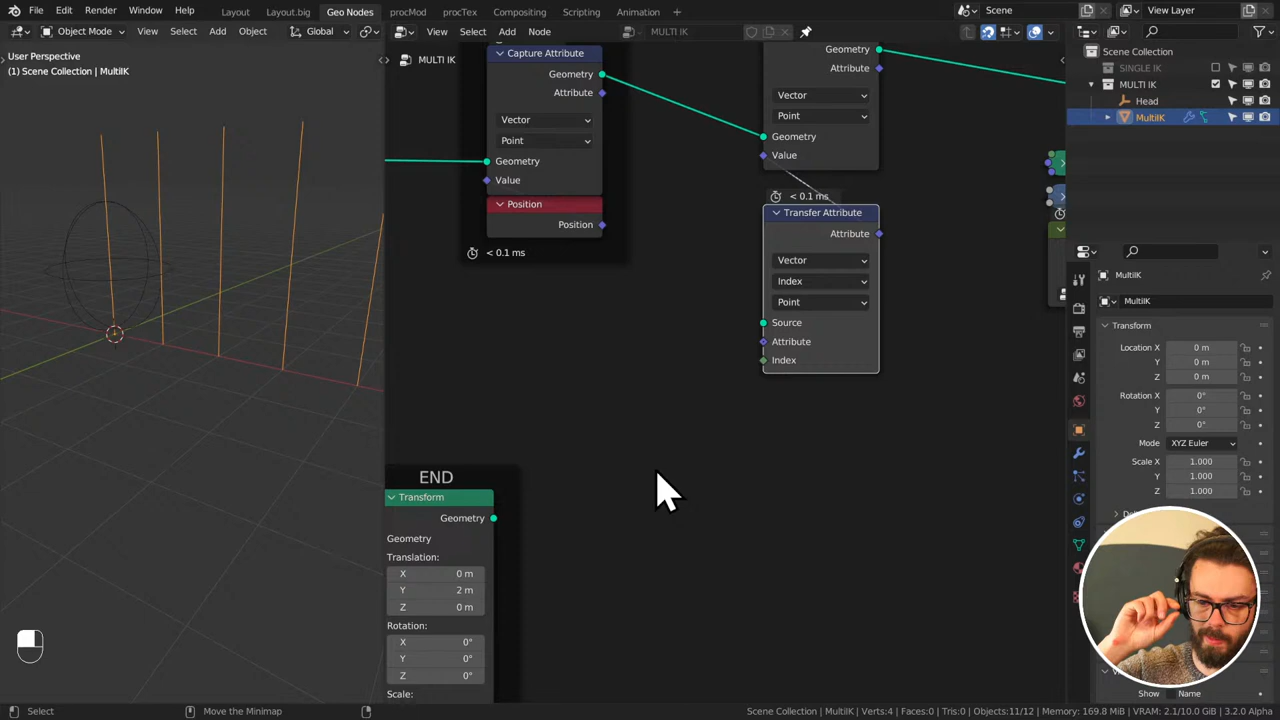 File Edit Render Window Help Layout Layout.big Geo Nodes procMod procTex Compositing Scripting Animation + Scene View Layer
Object Mode View Select Add Object Global View Select Add Node MULTI IK
User Perspective
(1) Scene Collection | MultiIK
MULTI IK
Capture Attribute
Geometry
Attribute
Vector
Point
Geometry
Value
Position
Position
< 0.1 ms
Geometry
Attribute
Vector
Point
Geometry
Value
< 0.1 ms
Transfer Attribute
Attribute
Vector
Index
Point
Source
Attribute
Index
END
Transform
Geometry
Geometry
Translation:
X 0 m
Y 2 m
Z 0 m
Rotation:
X 0°
Y 0°
Z 0°
Scale:
Scene Collection
SINGLE IK
MULTI IK
Head
MultiIK
MultiIK
MultiIK
Transform
Location X 0 m
Y 0 m
Z 0 m
Rotation X 0°
Y 0°
Z 0°
Mode XYZ Euler
Scale X 1.000
Y 1.000
Z 1.000
Show Name
Select Move the Minimap Scene Collection | MultiIK | Verts:4 | Faces:0 | Tris:0 | Objects:11/12 | Memory: 169.8 MiB | VRAM: 2.1/10.0 GiB | 3.2.0 Alpha